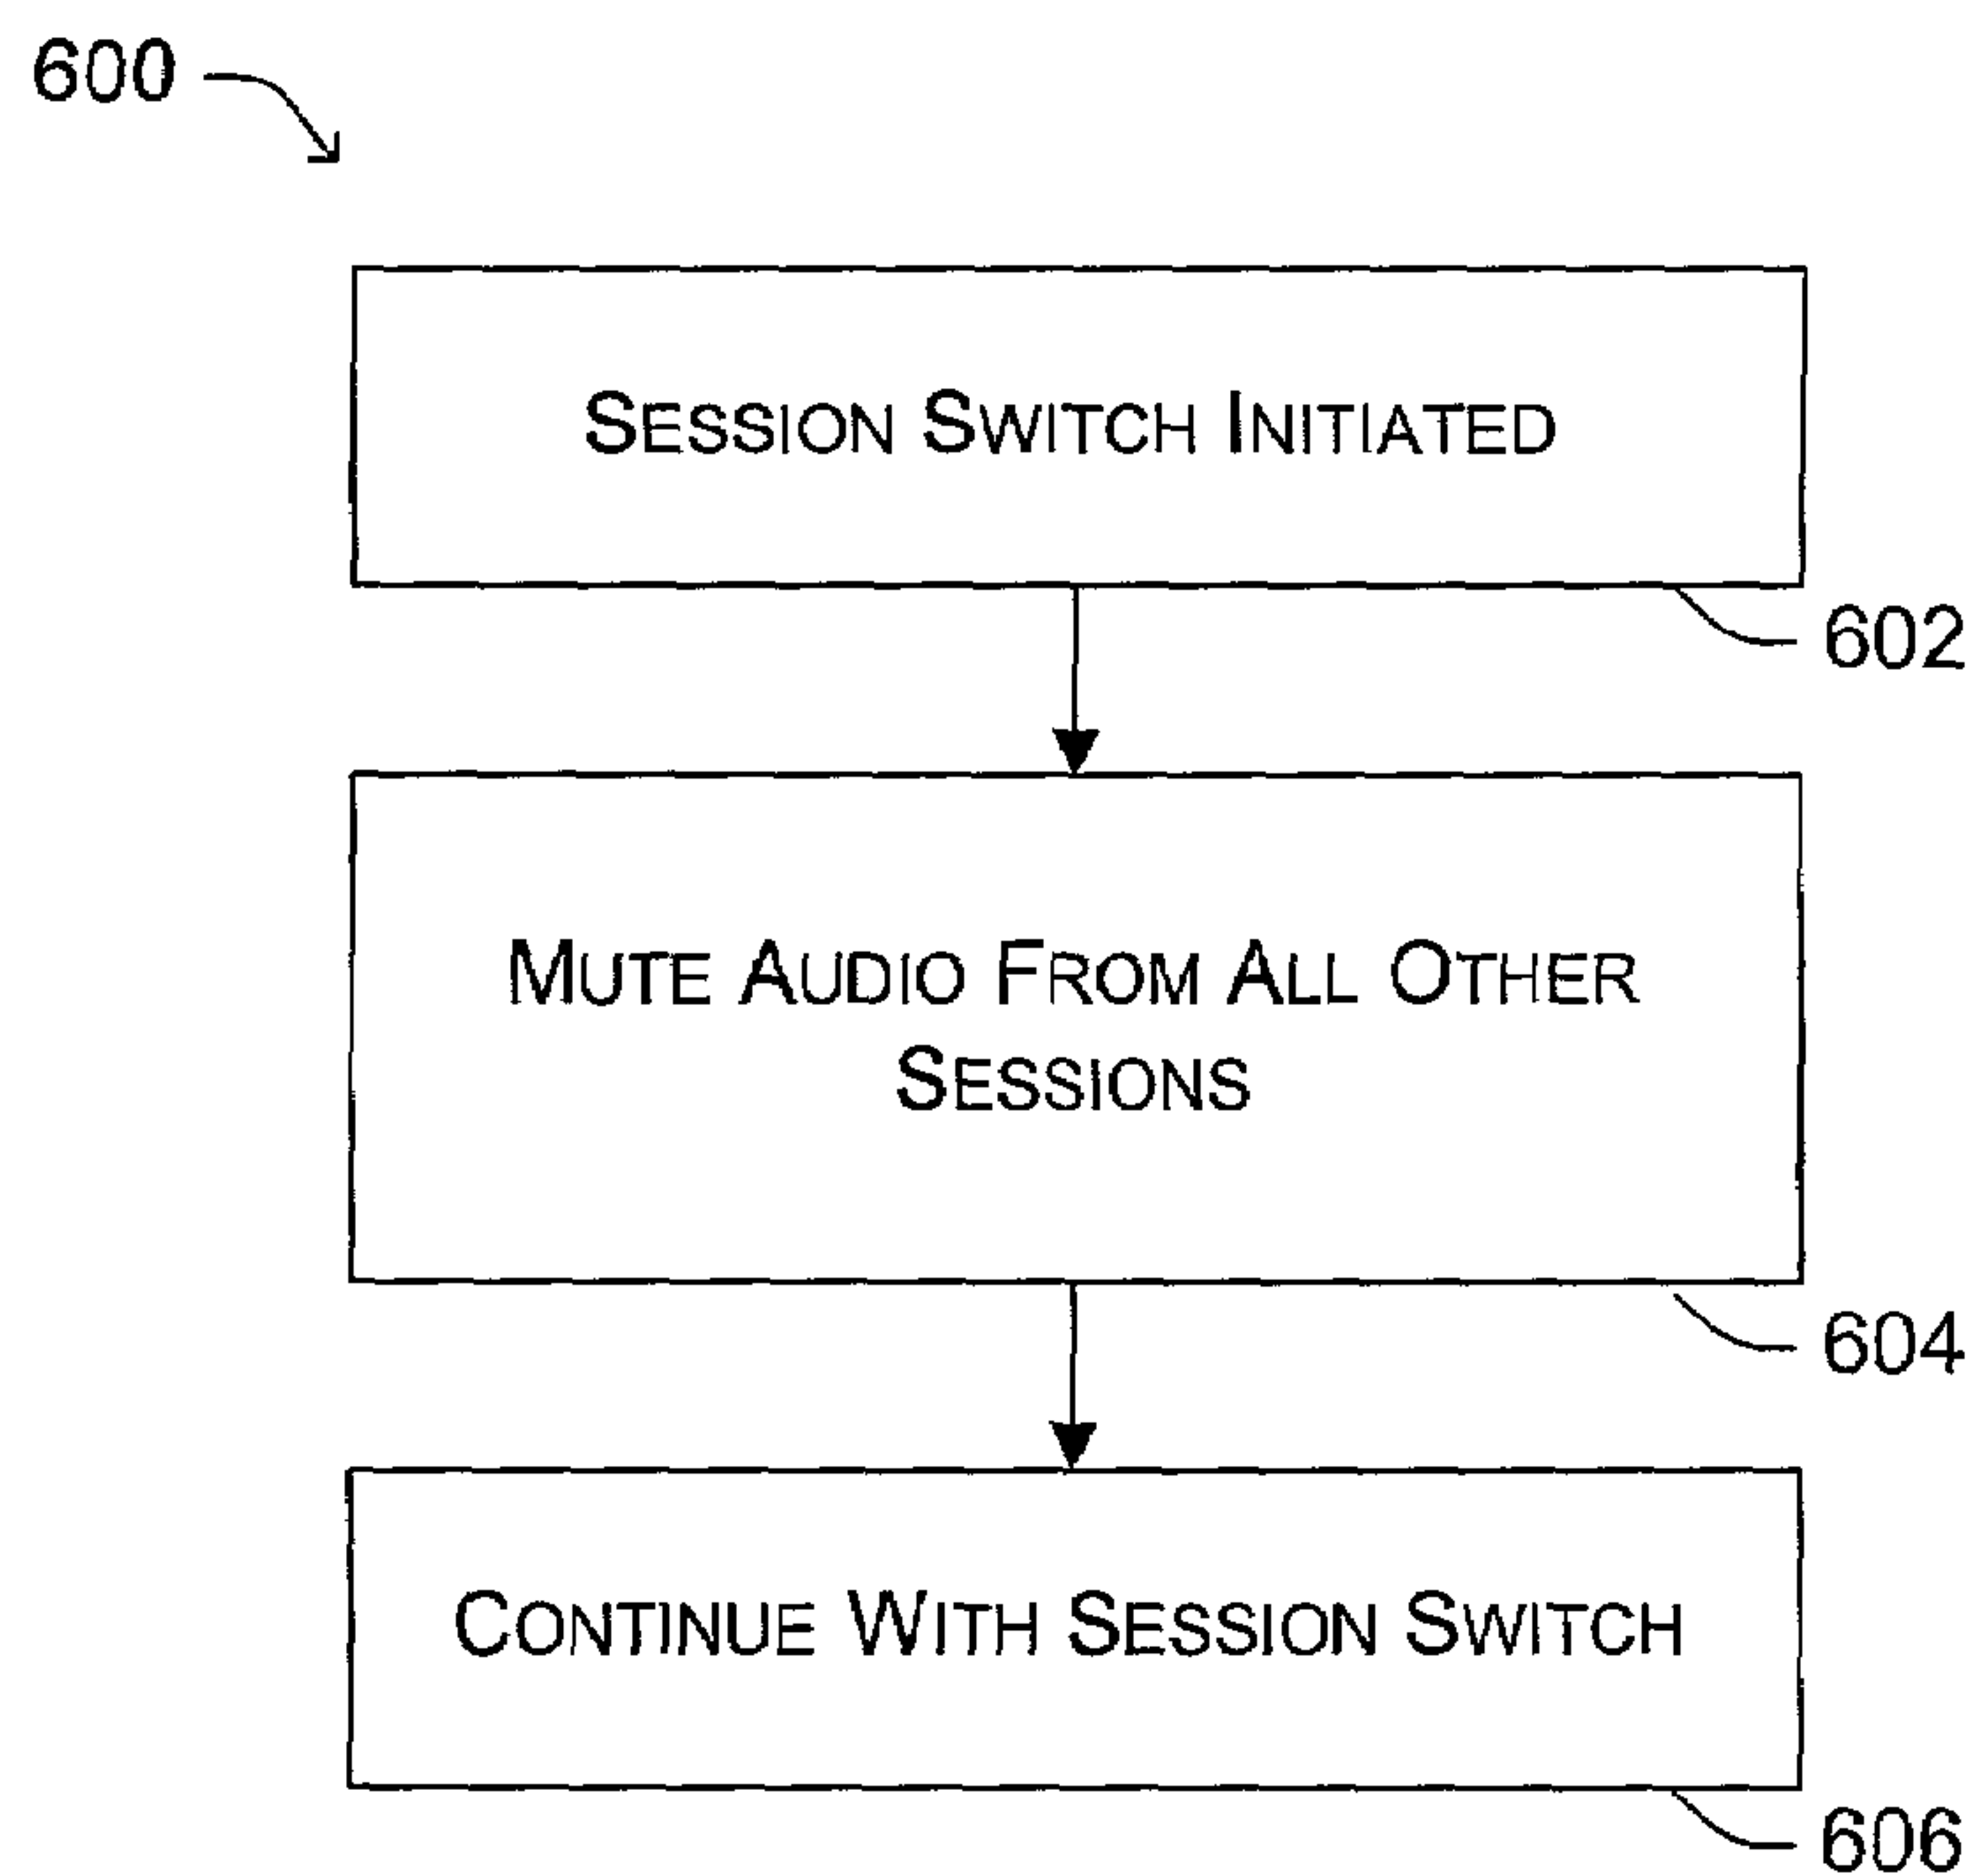 600
SESSION SWITCH INITIATED
602
MUTE AUDIO FROM ALL OTHER
SESSIONS
604
CONTINUE WITH SESSION SWITCH
606